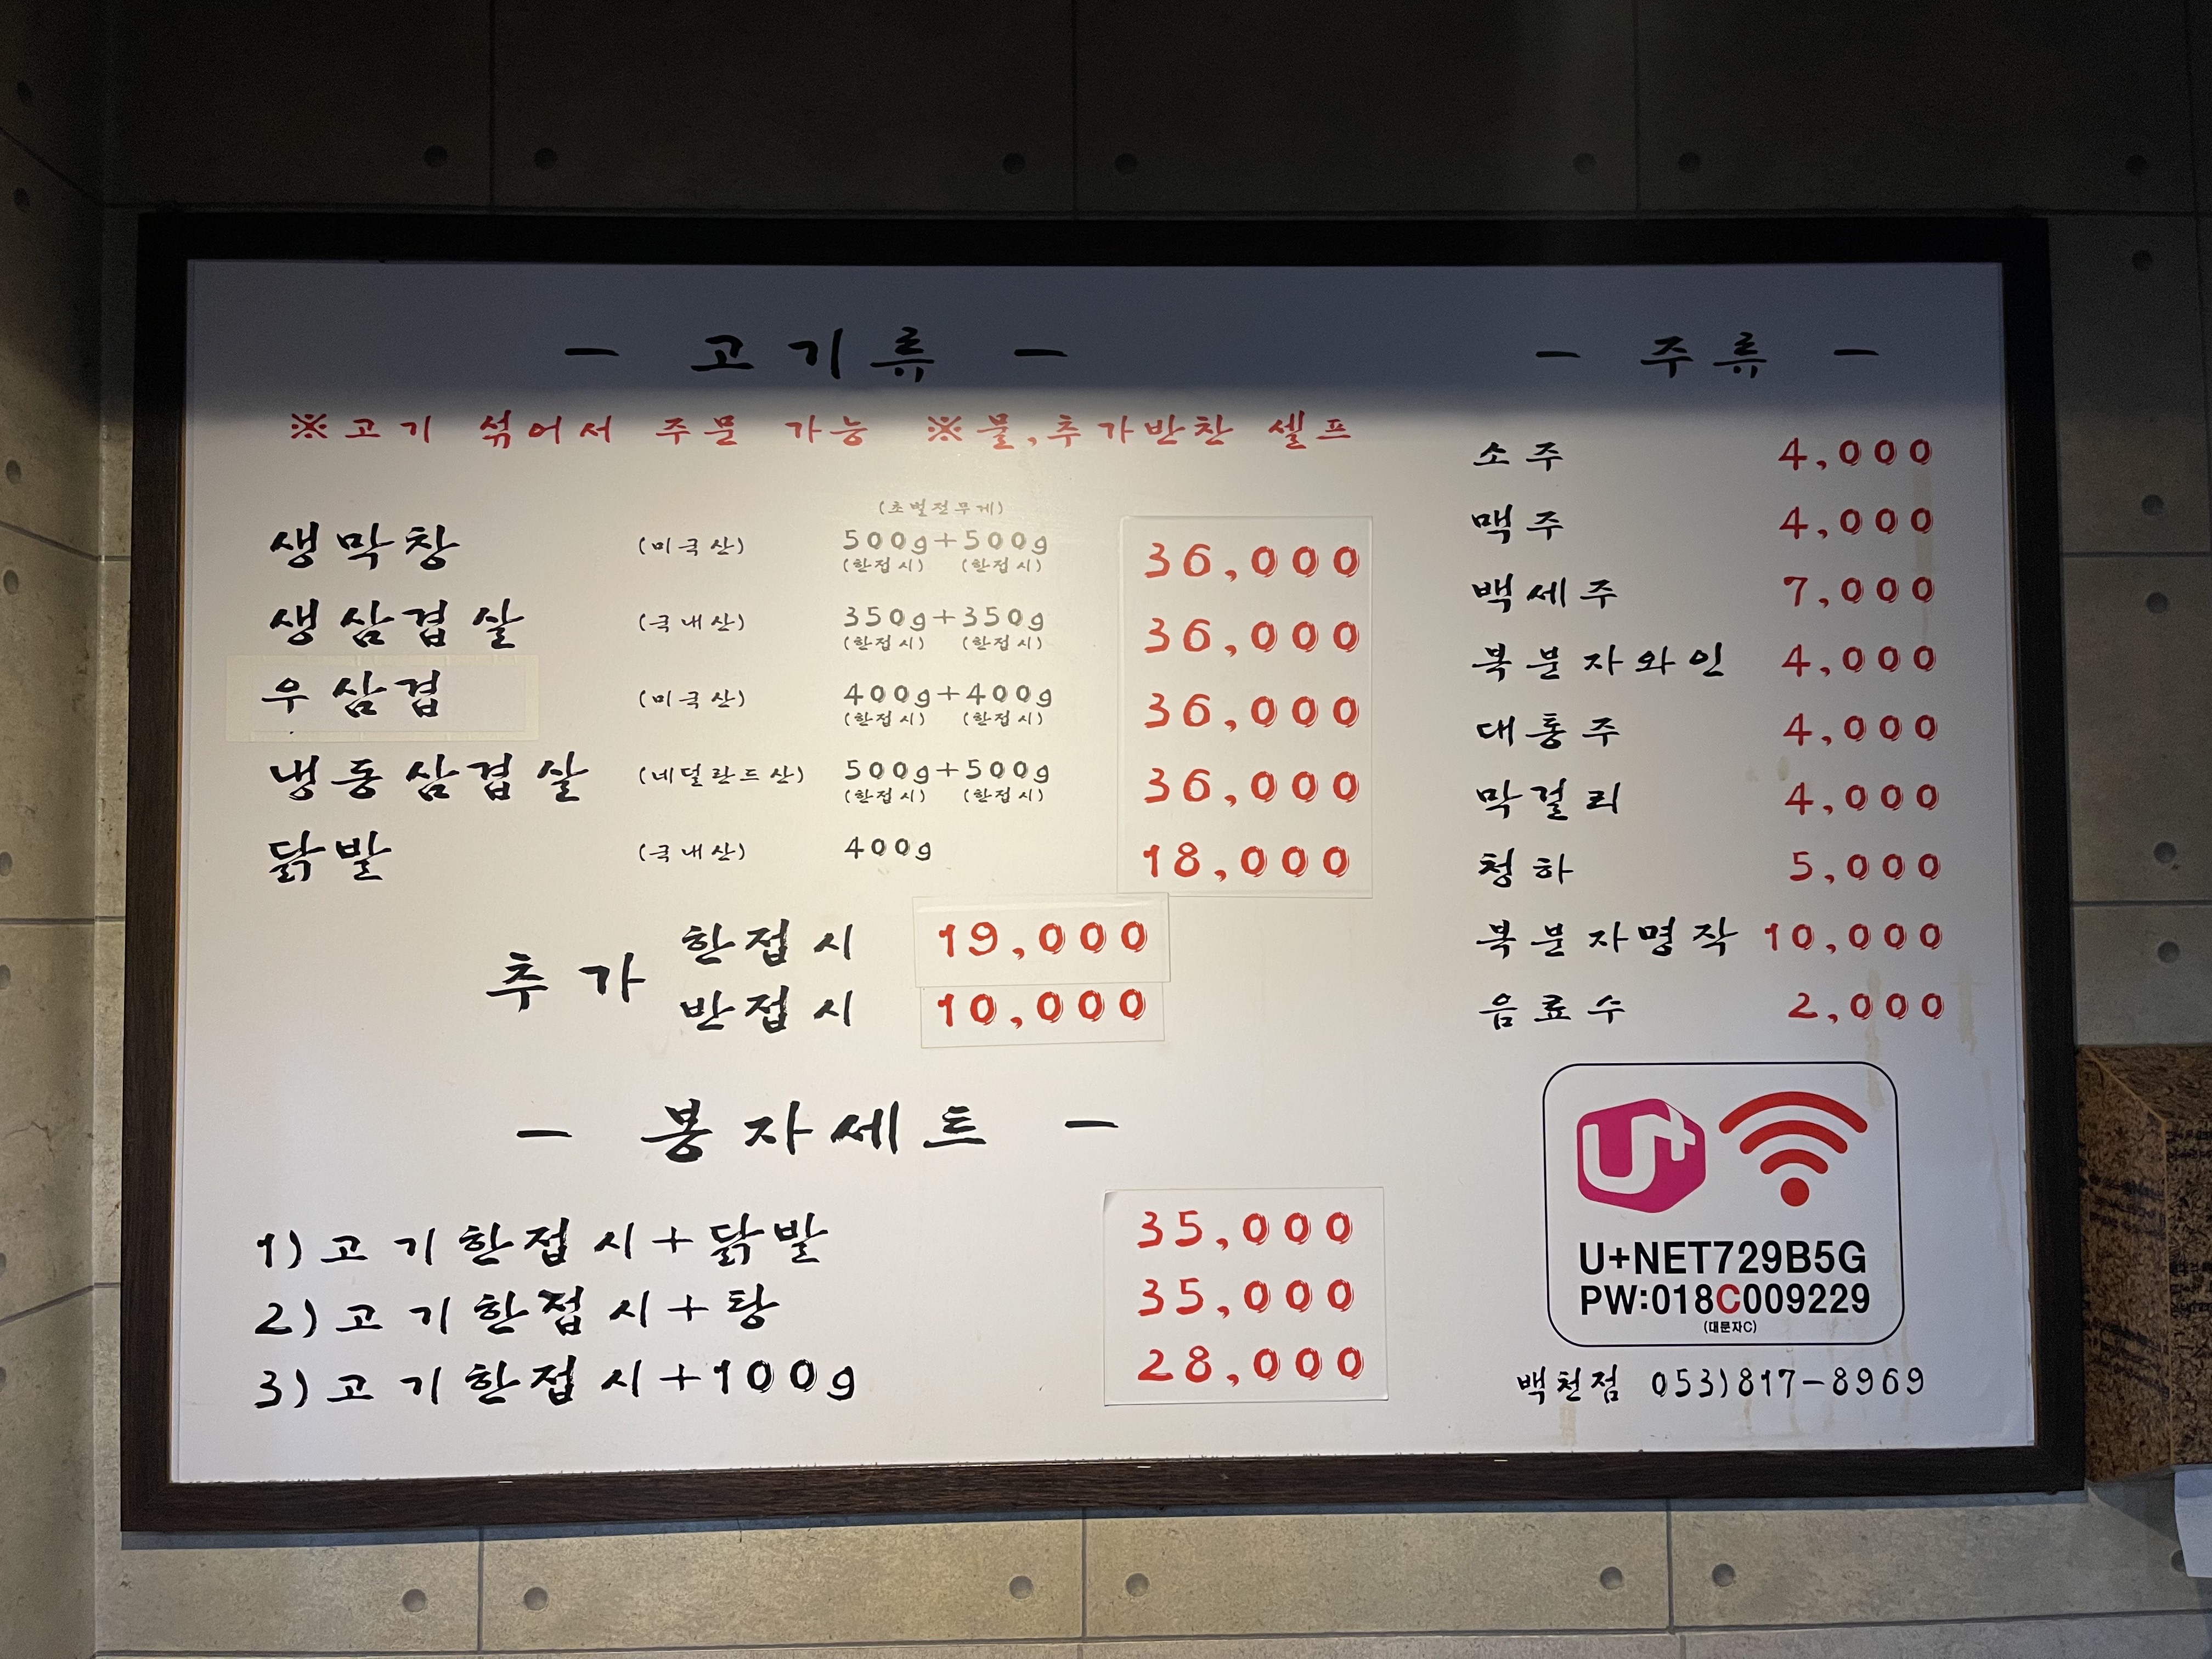 - 고기류 -
※고기 섞어서 주문 가능 ※물,추가반찬 셀프
(초벌전무게)
생막창 (미국산) 500g+500g 36,000
(한접시) (한접시)
생삼겹살 (국내산) 350g+350g 36,000
(한접시) (한접시)
우삼겹 (미국산) 400g+400g 36,000
(한접시) (한접시)
냉동삼겹살 (네덜란드산) 500g+500g 36,000
(한접시) (한접시)
닭발 (국내산) 400g 18,000
추가
한접시 19,000
반접시 10,000
- 봉자세트 -
1)고기한접시+닭발 35,000
2)고기한접시+탕 35,000
3)고기한접시+100g 28,000
- 주류 -
소주 4,000
맥주 4,000
백세주 7,000
복분자와인 4,000
대통주 4,000
막걸리 4,000
청하 5,000
복분자명작 10,000
음료수 2,000
U+
U+NET729B5G
PW:018C009229
(대문자C)
백천점 053)817-8969